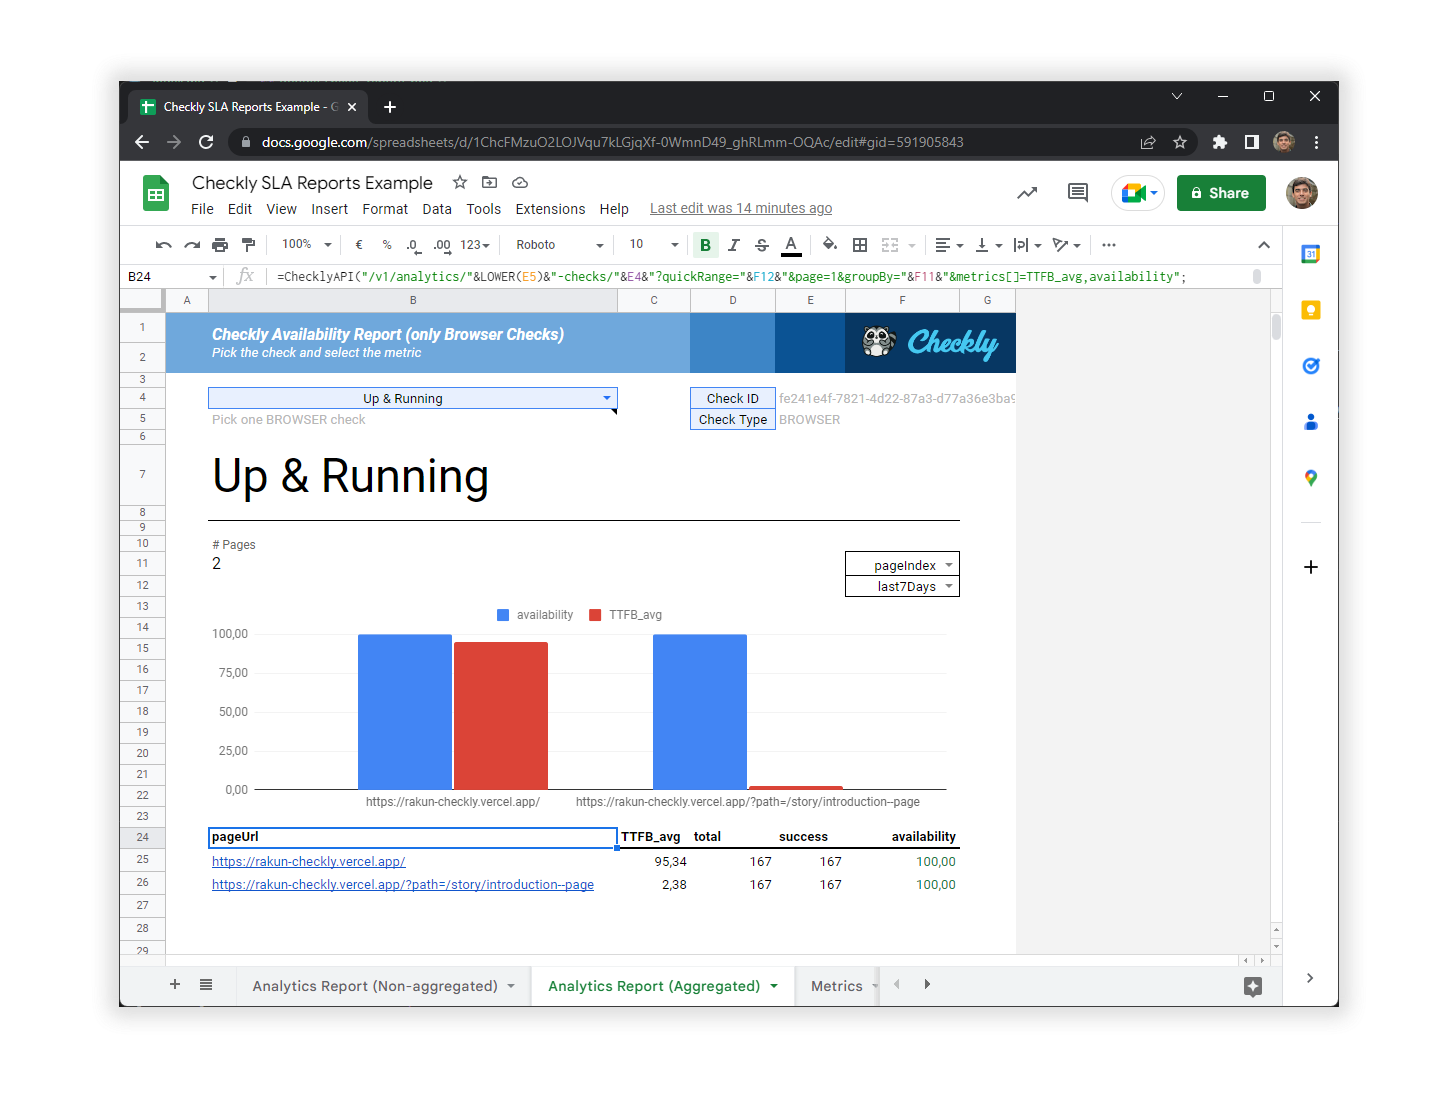 Checkly SLA Reports Example - G
docs.google.com/spreadsheets/d/1ChcFMzuO2LOJVqu7kLGjqXf-0WmnD49_ghRLmm-OQAc/edit#gid=591905843
Checkly SLA Reports Example
Share
File Edit View Insert Format Data Tools Extensions Help Last edit was 14 minutes ago
100% € % .0 .00 123 Roboto 10 B I S A
B24 fx =ChecklyAPI("/v1/analytics/"&LOWER(E5)&"-checks/"&E4&"?quickRange="&F12&"&page=1&groupBy="&F11&"&metrics[]=TTFB_avg,availability";
31
A B C D E F G
1 Checkly Availability Report (only Browser Checks)
Checkly
2 Pick the check and select the metric
3
4 Up & Running Check ID fe241e4f-7821-4d22-87a3-d77a36e3ba9
5 Pick one BROWSER check Check Type BROWSER
6
7 Up & Running
8
9
10 # Pages
11 2 pageIndex
12 last7Days
13 availability TTFB_avg
14 100,00
15
16 75,00
17
18 50,00
19
20 25,00
21
22 0,00
https://rakun-checkly.vercel.app/ https://rakun-checkly.vercel.app/?path=/story/introduction--page
23
24 pageUrl TTFB_avg total success availability
25 https://rakun-checkly.vercel.app/ 95,34 167 167 100,00
26 https://rakun-checkly.vercel.app/?path=/story/introduction--page 2,38 167 167 100,00
27
28
29
Analytics Report (Non-aggregated) Analytics Report (Aggregated) Metrics